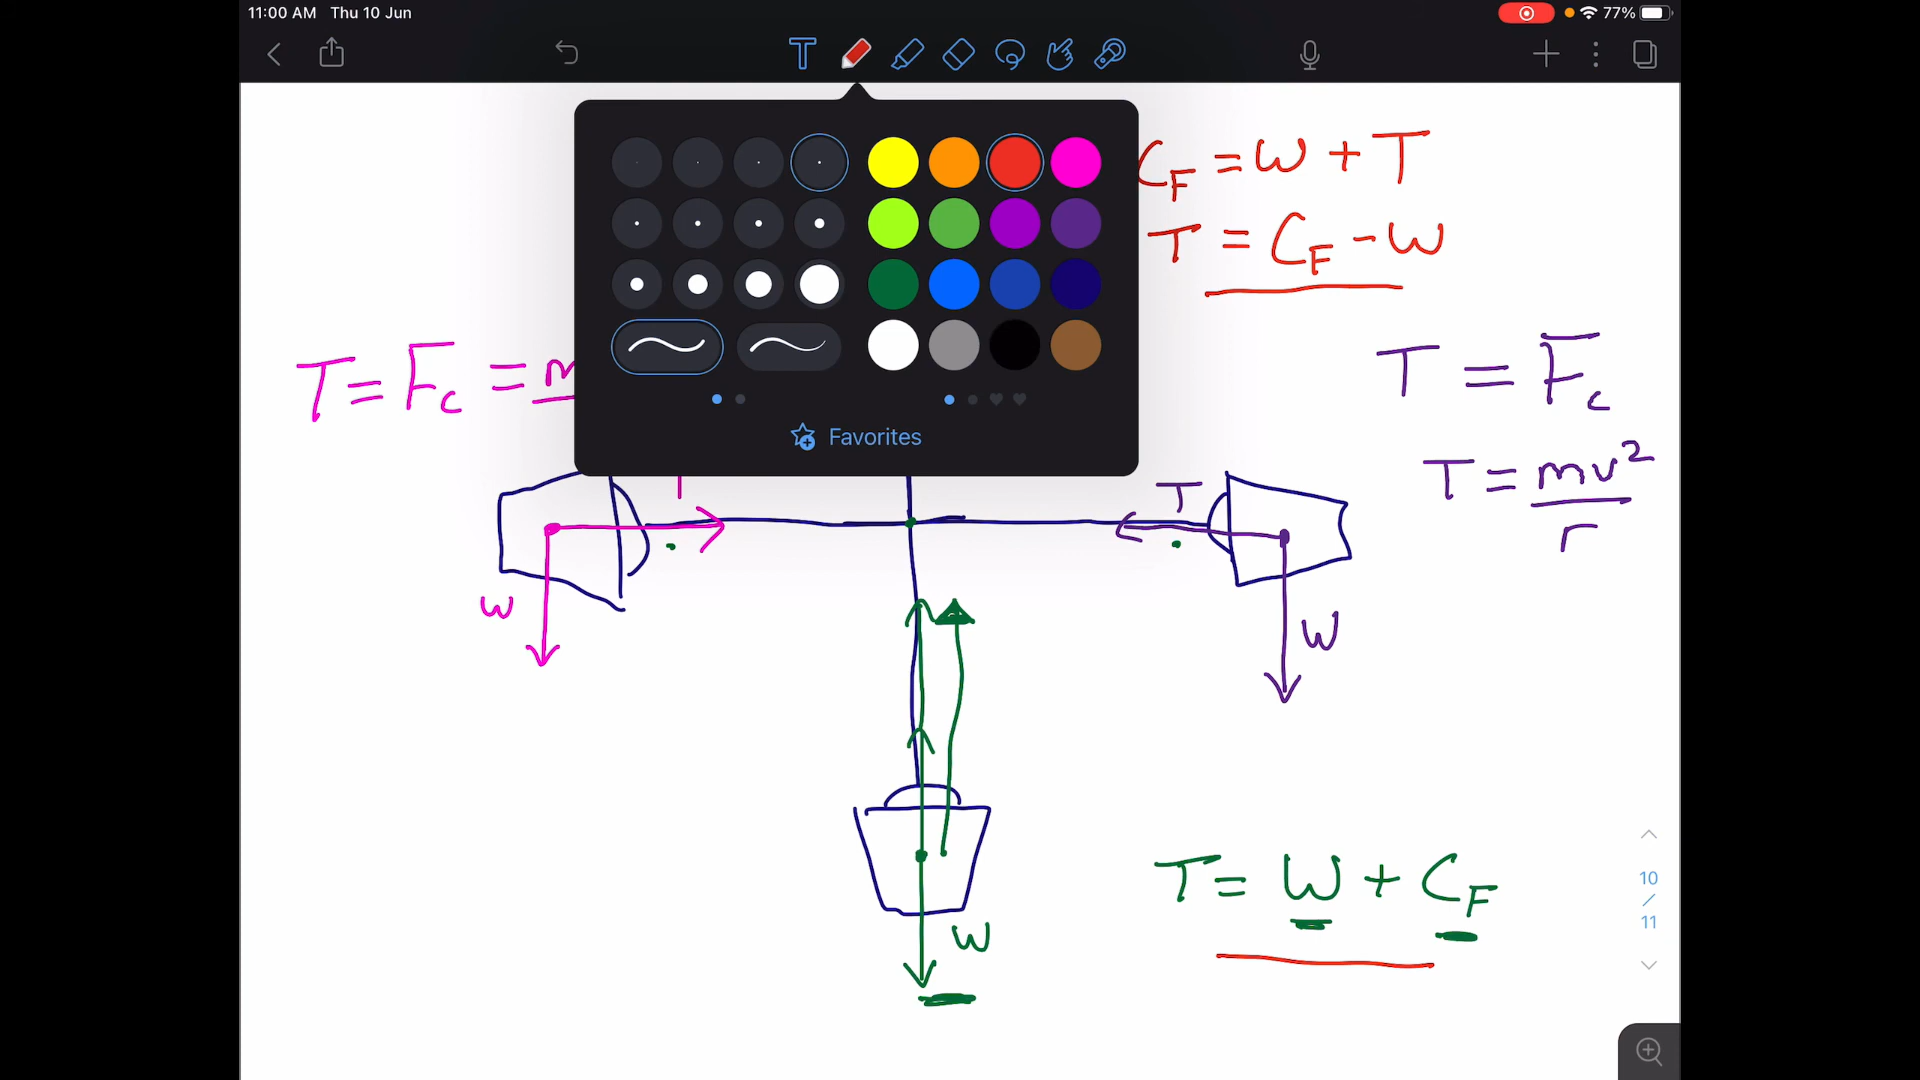 11:00 AM Thu 10 Jun
77%
T
C_F = W + T
T = C_F - W
Favorites
T = F_c = m
T = F_c
T = mv²/r
T
W
W
W
T = W + C_F
10
/
11